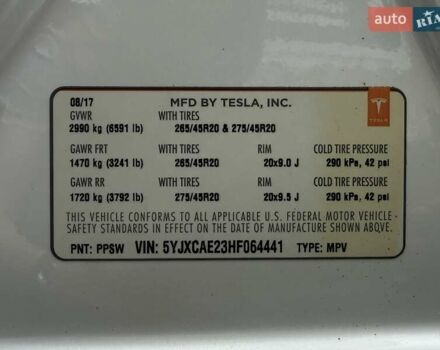 auto RIA
08/17 MFD BY TESLA, INC.
GVWR WITH TIRES
2990 kg (6591 lb) 265/45R20 & 275/45R20
TESLA
GAWR FRT WITH TIRES RIM COLD TIRE PRESSURE
1470 kg (3241 lb) 265/45R20 20x9.0 J 290 kPa, 42 psi
GAWR RR WITH TIRES RIM COLD TIRE PRESSURE
1720 kg (3792 lb) 275/45R20 20x9.5 J 290 kPa, 42 psi
THIS VEHICLE CONFORMS TO ALL APPLICABLE U.S. FEDERAL MOTOR VEHICLE
SAFETY STANDARDS IN EFFECT ON THE DATE OF MANUFACTURE SHOWN ABOVE.
PNT: PPSW VIN: 5YJXCAE23HF064441 TYPE: MPV